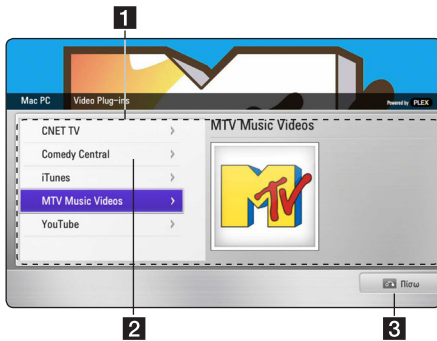 1
Mac PC Video Plug-ins Powered by PLEX
CNET TV
Comedy Central
iTunes
MTV Music Videos
YouTube
MTV Music Videos
MTV
Πίσω
2
3